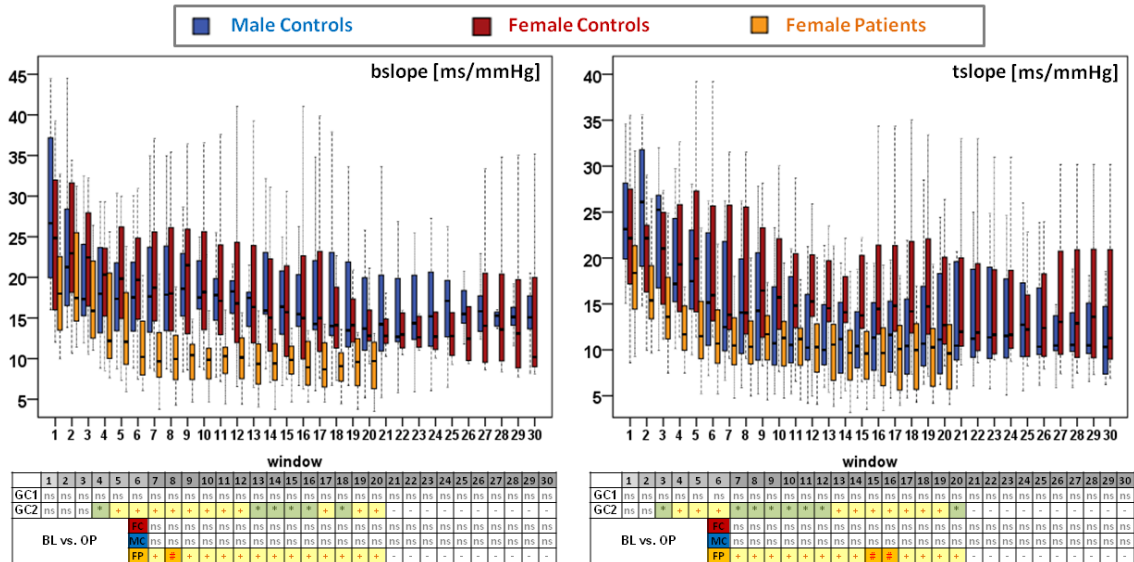 Male Controls Female Controls Female Patients
bslope [ms/mmHg]
45
40
35
30
25
20
15
10
5
1 2 3 4 5 6 7 8 9 10 11 12 13 14 15 16 17 18 19 20 21 22 23 24 25 26 27 28 29 30
window
1 2 3 4 5 6 7 8 9 10 11 12 13 14 15 16 17 18 19 20 21 22 23 24 25 26 27 28 29 30
GC1 ns ns ns ns ns ns ns ns ns ns ns ns ns ns ns ns ns ns ns ns ns ns ns ns ns ns ns ns ns ns
GC2 ns ns ns * + + + + + + + + * * * * + * + + - - - - - - - - - -
BL vs. OP
FC ns ns ns ns ns ns ns ns ns ns ns ns ns ns ns ns ns ns ns ns ns ns ns ns
MC ns ns ns ns ns ns ns ns ns ns ns ns ns ns ns ns ns ns ns ns ns ns ns ns
FP + # + + + + + + + + + + + + - - - - - - - - - -
tslope [ms/mmHg]
40
35
30
25
20
15
10
5
1 2 3 4 5 6 7 8 9 10 11 12 13 14 15 16 17 18 19 20 21 22 23 24 25 26 27 28 29 30
window
1 2 3 4 5 6 7 8 9 10 11 12 13 14 15 16 17 18 19 20 21 22 23 24 25 26 27 28 29 30
GC1 ns ns ns ns ns ns ns ns ns ns ns ns ns ns ns ns ns ns ns ns ns ns ns ns ns ns ns ns ns ns
GC2 ns ns * + + + * * * * * * + + + + + + + * - - - - - - - - - -
BL vs. OP
FC ns ns ns ns ns ns ns ns ns ns ns ns ns ns ns ns ns ns ns ns ns ns ns ns
MC ns ns ns ns ns ns ns ns ns ns ns ns ns ns ns ns ns ns ns ns ns ns ns ns
FP + + + + + + + + # # + + + + - - - - - - - - - -